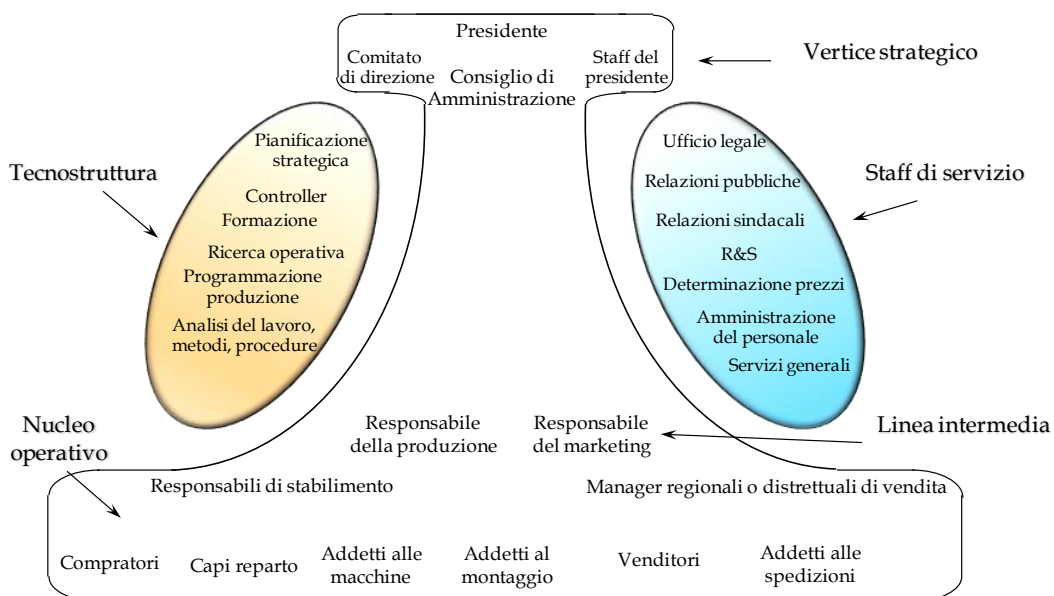 Presidente
Comitato
di direzione
Consiglio di
Amministrazione
Staff del
presidente
Vertice strategico
Tecnostruttura
Pianificazione
strategica
Controller
Formazione
Ricerca operativa
Programmazione
produzione
Analisi del lavoro,
metodi, procedure
Ufficio legale
Relazioni pubbliche
Relazioni sindacali
R&S
Determinazione prezzi
Amministrazione
del personale
Servizi generali
Staff di servizio
Nucleo
operativo
Responsabile
della produzione
Responsabile
del marketing
Linea intermedia
Responsabili di stabilimento
Manager regionali o distrettuali di vendita
Compratori
Capi reparto
Addetti alle
macchine
Addetti al
montaggio
Venditori
Addetti alle
spedizioni